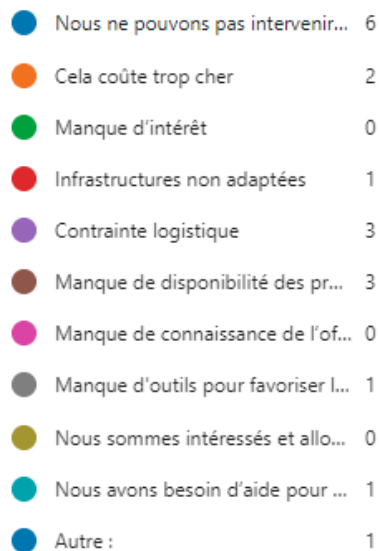 Nous ne pouvons pas intervenir... 6
Cela coûte trop cher 2
Manque d'intérêt 0
Infrastructures non adaptées 1
Contrainte logistique 3
Manque de disponibilité des pr... 3
Manque de connaissance de l'of... 0
Manque d'outils pour favoriser l... 1
Nous sommes intéressés et allo... 0
Nous avons besoin d'aide pour ... 1
Autre : 1